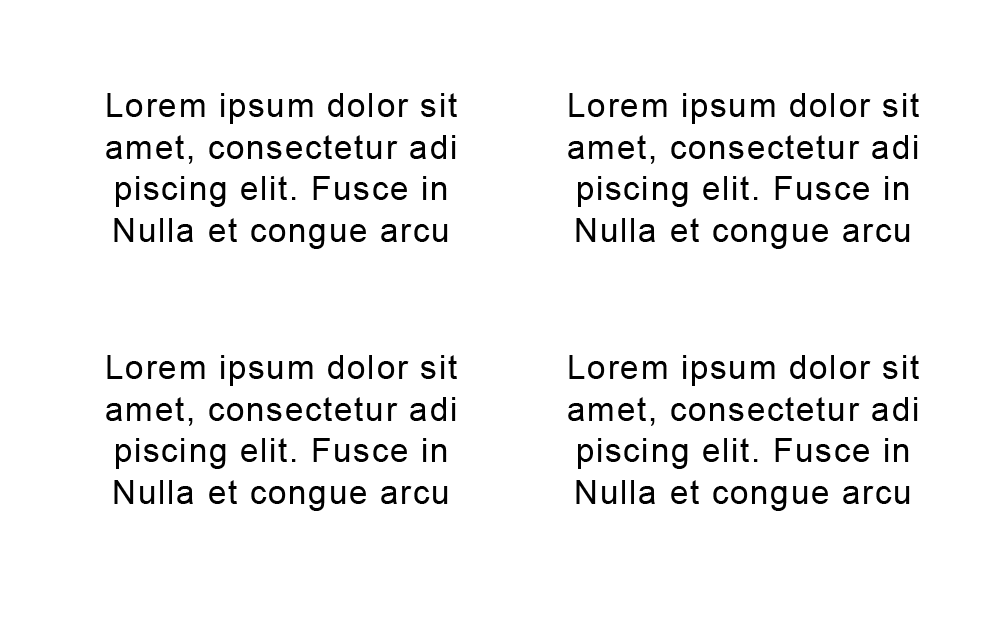 Lorem ipsum dolor sit
amet, consectetur adi
piscing elit. Fusce in
Nulla et congue arcu
Lorem ipsum dolor sit
amet, consectetur adi
piscing elit. Fusce in
Nulla et congue arcu
Lorem ipsum dolor sit
amet, consectetur adi
piscing elit. Fusce in
Nulla et congue arcu
Lorem ipsum dolor sit
amet, consectetur adi
piscing elit. Fusce in
Nulla et congue arcu